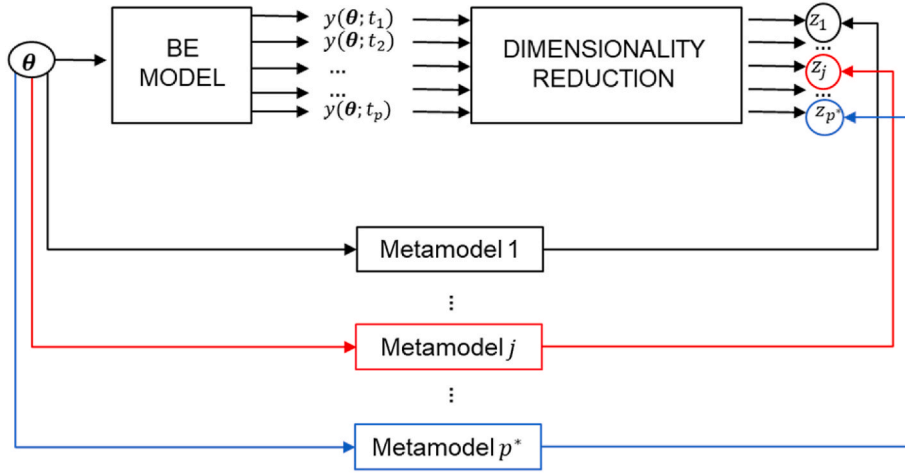 θ
BE
MODEL
y(θ; t₁)
y(θ; t₂)
...
...
y(θ; tₚ)
DIMENSIONALITY
REDUCTION
z₁
...
zⱼ
...
zₚ*
Metamodel 1
⋮
Metamodel j
⋮
Metamodel p*